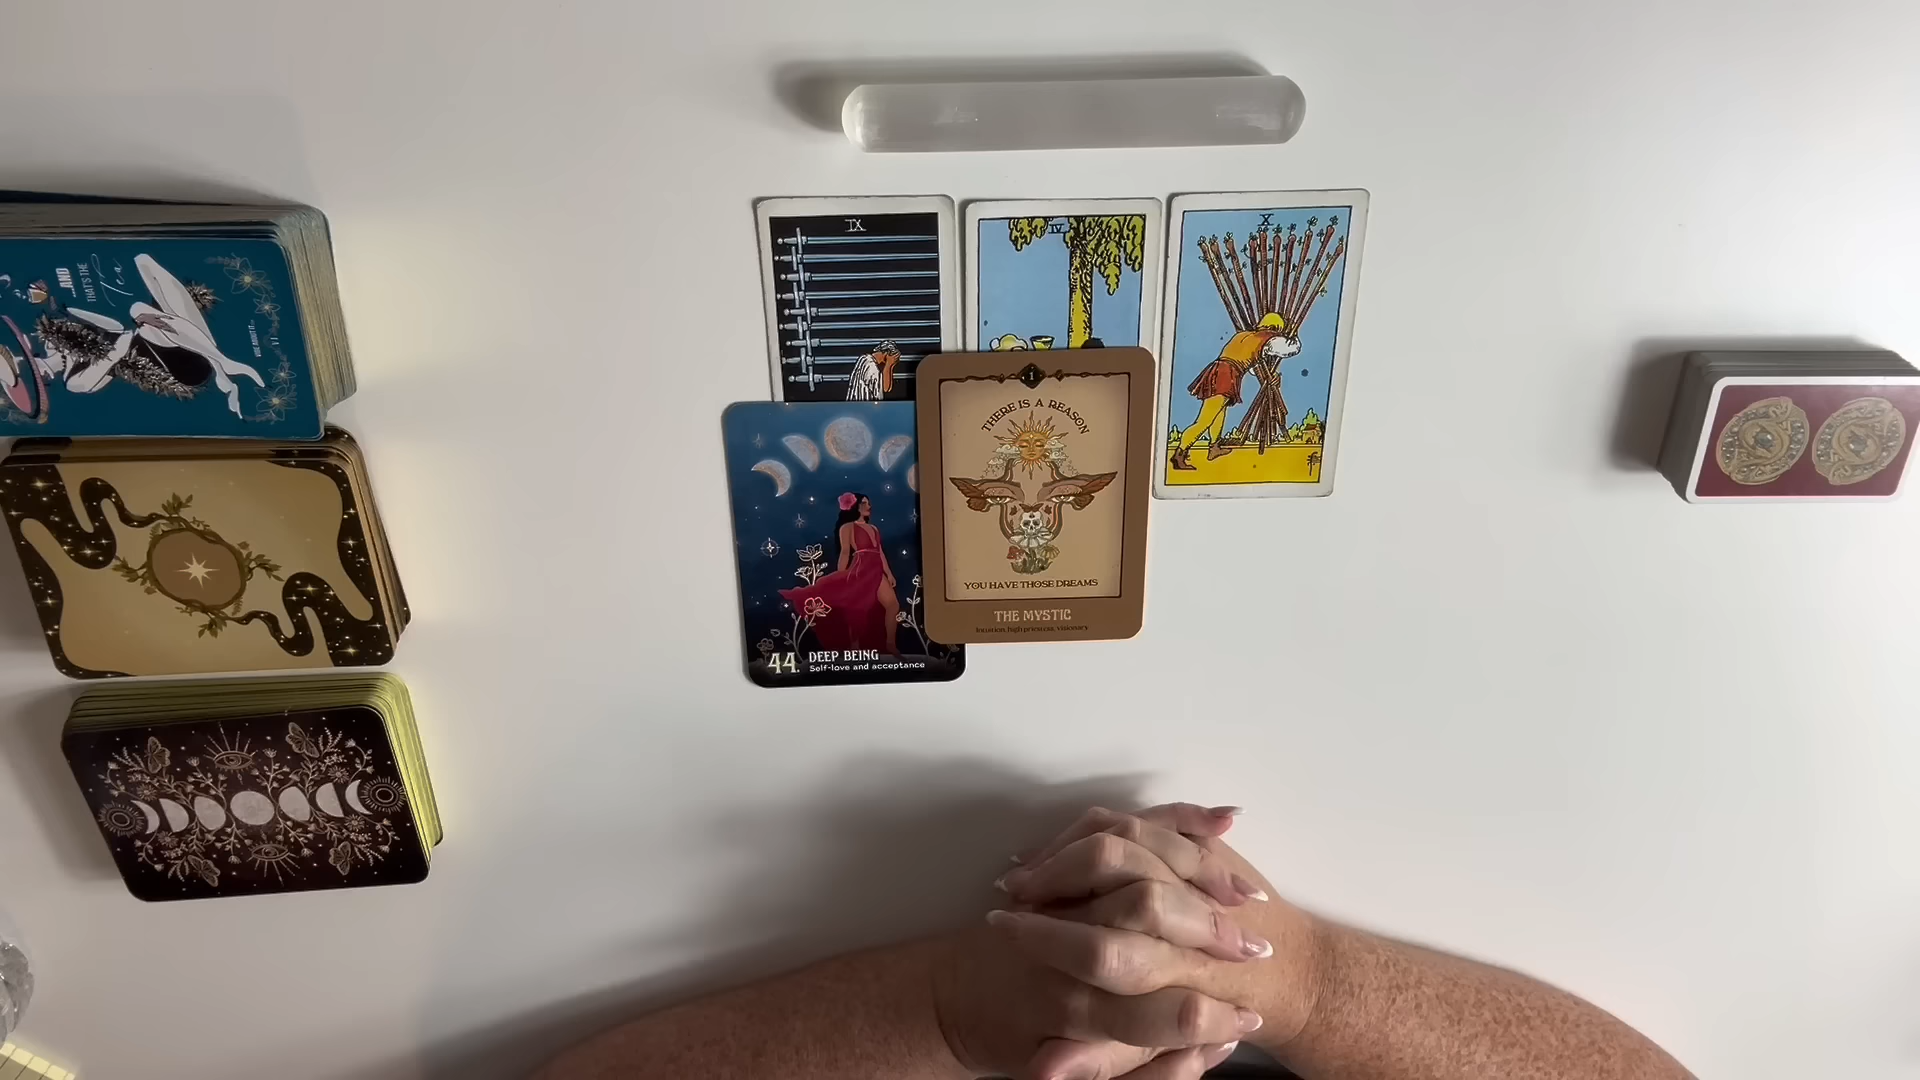 IX
IV
X
...AND
THAT'S THE
Tea
THERE IS A REASON
1
YOU HAVE THOSE DREAMS
THE MYSTIC
Intuition, high priestess, visionary
44. DEEP BEING
Self-love and acceptance